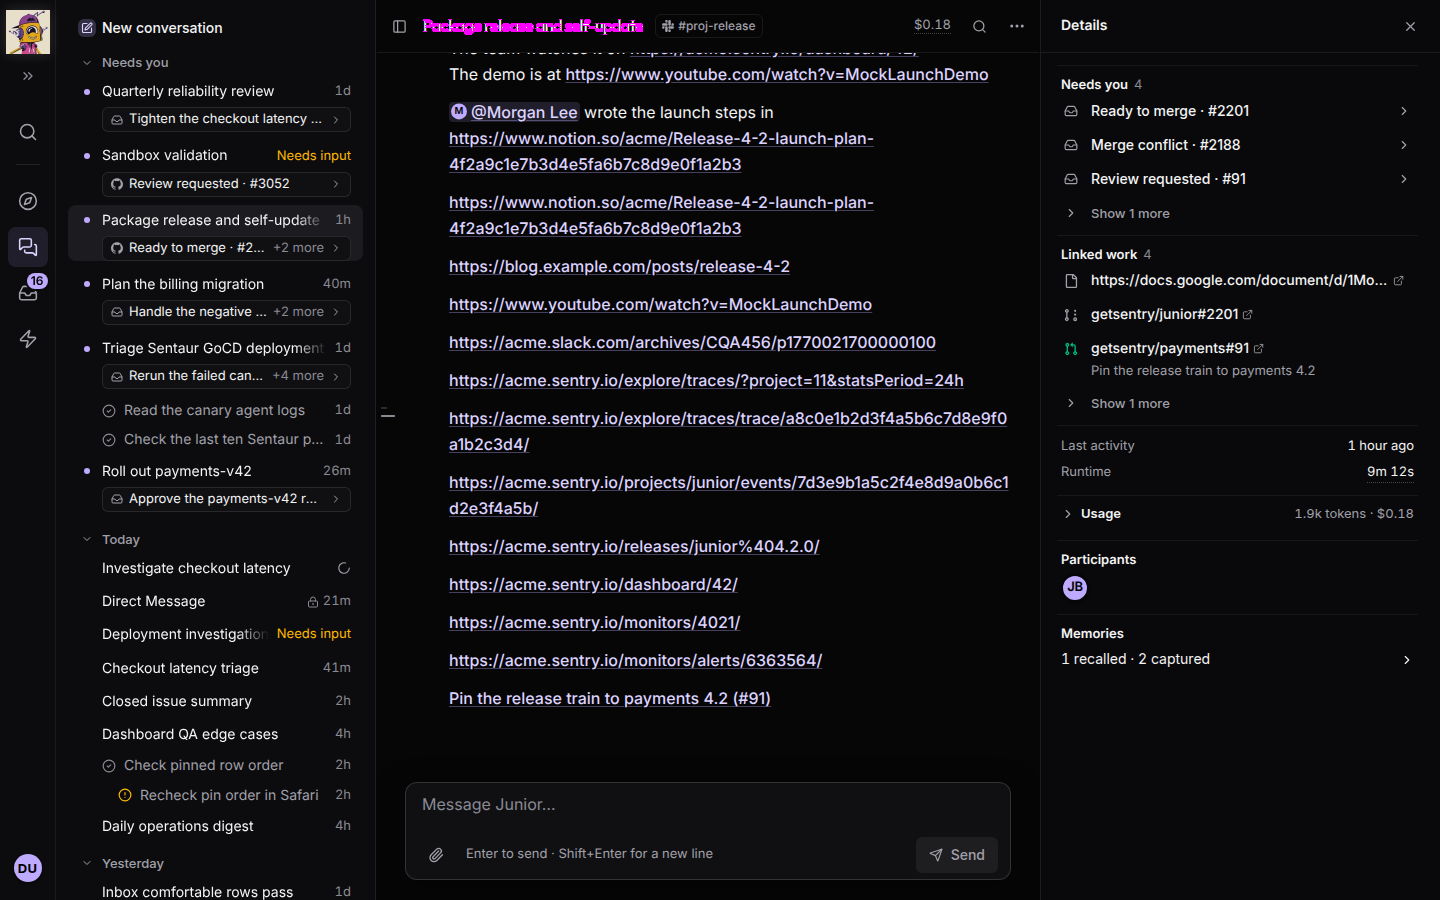 New conversation
Needs you
Quarterly reliability review 1d
Tighten the checkout latency ...
Sandbox validation Needs input
Review requested · #3052
Package release and self-update 1h
Ready to merge · #2... +2 more
Plan the billing migration 40m
Handle the negative ... +2 more
Triage Sentaur GoCD deployment 1d
Rerun the failed can... +4 more
Read the canary agent logs 1d
Check the last ten Sentaur p... 1d
Roll out payments-v42 26m
Approve the payments-v42 r...
Today
Investigate checkout latency
Direct Message 21m
Deployment investigation Needs input
Checkout latency triage 41m
Closed issue summary 2h
Dashboard QA edge cases 4h
Check pinned row order 2h
Recheck pin order in Safari 2h
Daily operations digest 4h
Yesterday
Inbox comfortable rows pass 1d
16
DU
Package release and self-update #proj-release $0.18
The demo is at https://www.youtube.com/watch?v=MockLaunchDemo
M @Morgan Lee wrote the launch steps in
https://www.notion.so/acme/Release-4-2-launch-plan-
4f2a9c1e7b3d4e5fa6b7c8d9e0f1a2b3
https://www.notion.so/acme/Release-4-2-launch-plan-
4f2a9c1e7b3d4e5fa6b7c8d9e0f1a2b3
https://blog.example.com/posts/release-4-2
https://www.youtube.com/watch?v=MockLaunchDemo
https://acme.slack.com/archives/CQA456/p1770021700000100
https://acme.sentry.io/explore/traces/?project=11&statsPeriod=24h
https://acme.sentry.io/explore/traces/trace/a8c0e1b2d3f4a5b6c7d8e9f0
a1b2c3d4/
https://acme.sentry.io/projects/junior/events/7d3e9b1a5c2f4e8d9a0b6c1
d2e3f4a5b/
https://acme.sentry.io/releases/junior%404.2.0/
https://acme.sentry.io/dashboard/42/
https://acme.sentry.io/monitors/4021/
https://acme.sentry.io/monitors/alerts/6363564/
Pin the release train to payments 4.2 (#91)
Message Junior...
Enter to send · Shift+Enter for a new line
Send
Details
Needs you 4
Ready to merge · #2201
Merge conflict · #2188
Review requested · #91
Show 1 more
Linked work 4
https://docs.google.com/document/d/1Mo...
getsentry/junior#2201
getsentry/payments#91
Pin the release train to payments 4.2
Show 1 more
Last activity 1 hour ago
Runtime 9m 12s
Usage 1.9k tokens · $0.18
Participants
JB
Memories
1 recalled · 2 captured